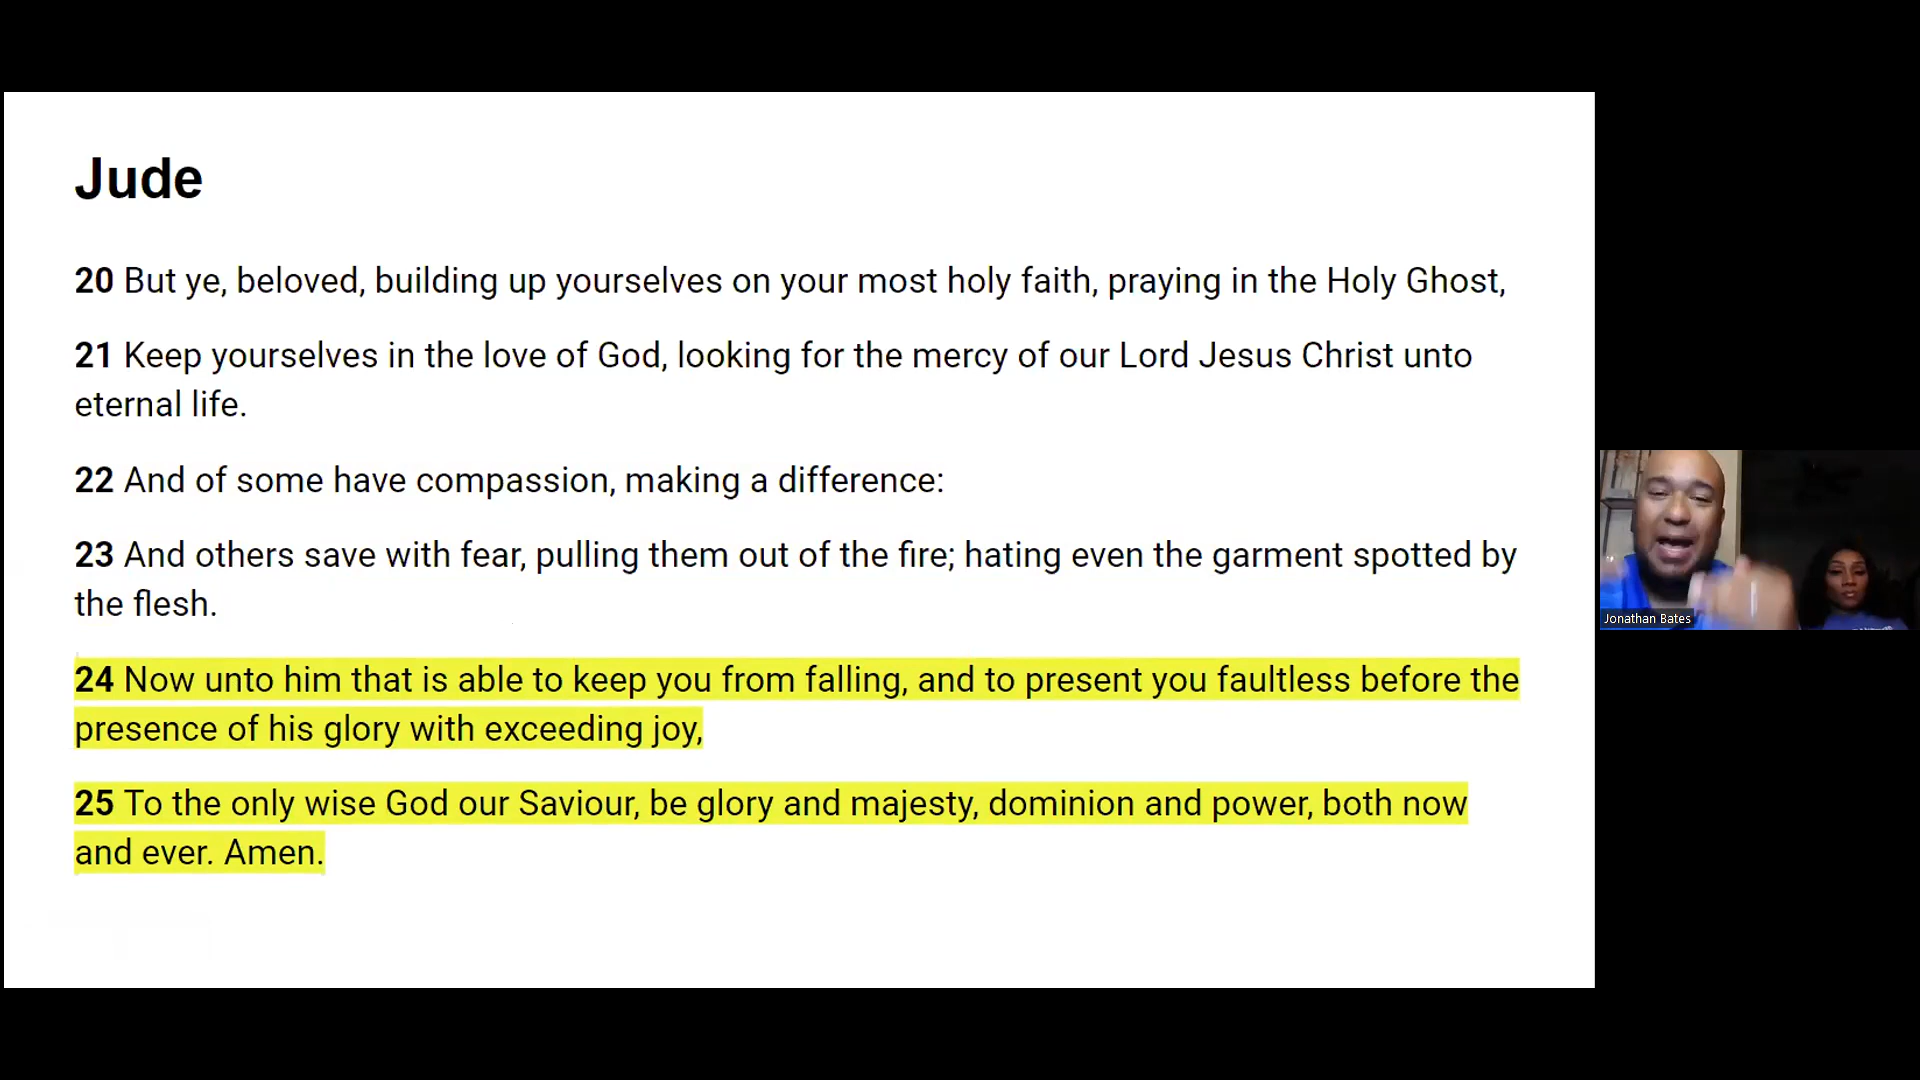 Jude
20 But ye, beloved, building up yourselves on your most holy faith, praying in the Holy Ghost,
21 Keep yourselves in the love of God, looking for the mercy of our Lord Jesus Christ unto
eternal life.
22 And of some have compassion, making a difference:
23 And others save with fear, pulling them out of the fire; hating even the garment spotted by
the flesh.
24 Now unto him that is able to keep you from falling, and to present you faultless before the
presence of his glory with exceeding joy,
25 To the only wise God our Saviour, be glory and majesty, dominion and power, both now
and ever. Amen.
Jonathan Bates